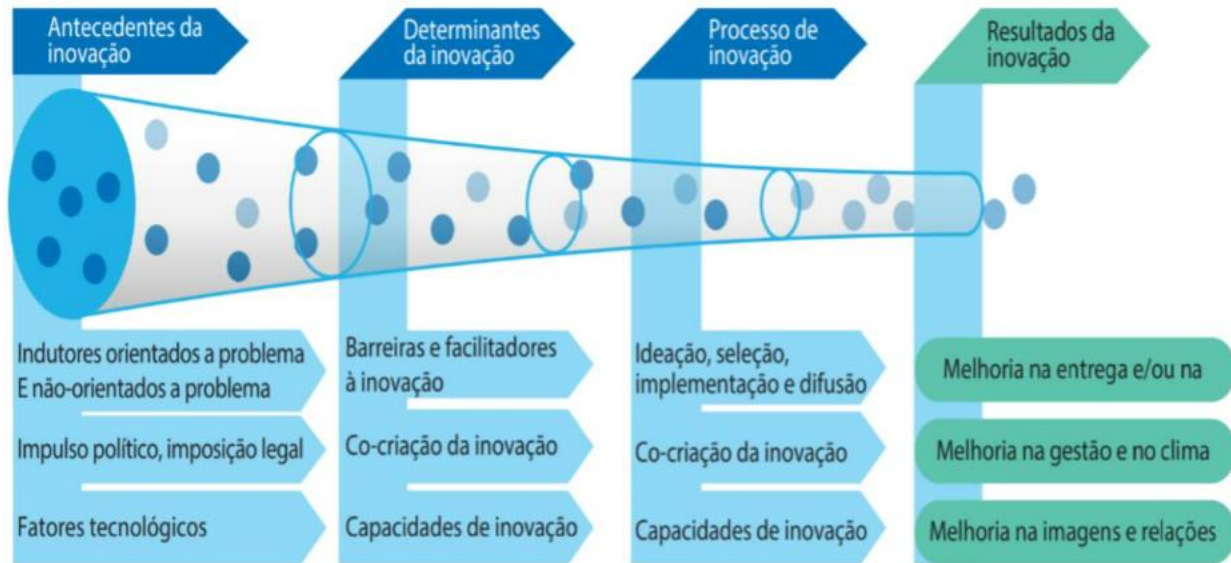 Antecedentes da
inovação
Determinantes
da inovação
Processo de
inovação
Resultados da
inovação
Indutores orientados a problema
E não-orientados a problema
Barreiras e facilitadores
à inovação
Ideação, seleção,
implementação e difusão
Melhoria na entrega e/ou na
Impulso político, imposição legal
Co-criação da inovação
Co-criação da inovação
Melhoria na gestão e no clima
Fatores tecnológicos
Capacidades de inovação
Capacidades de inovação
Melhoria na imagens e relações